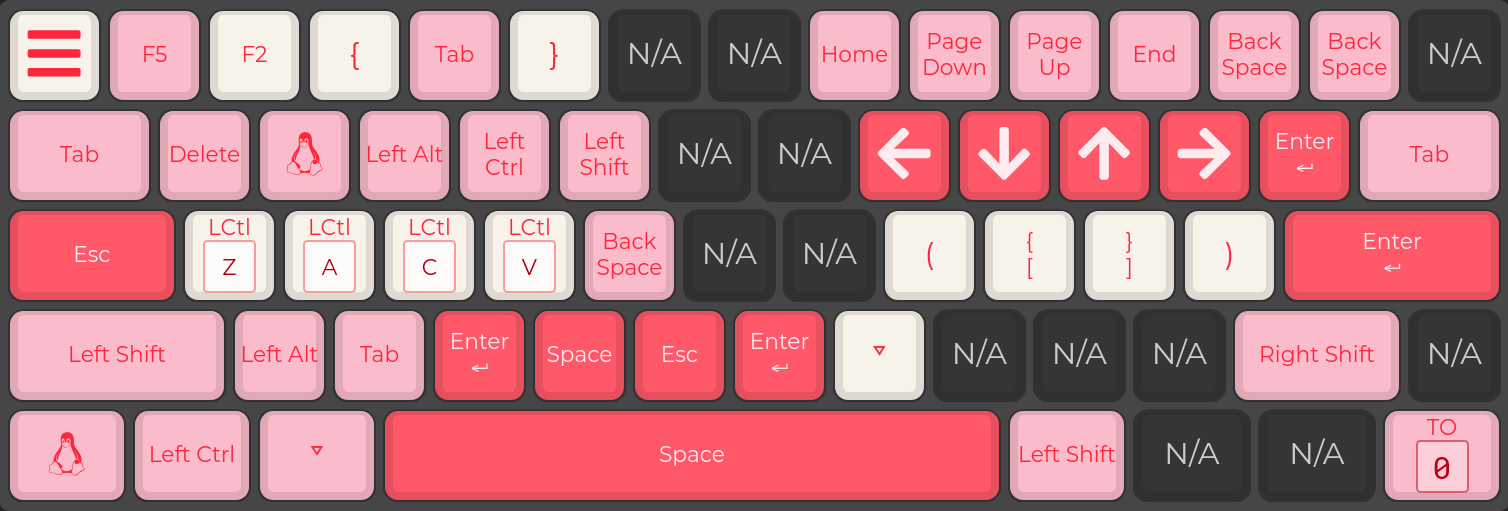 F5 F2 { Tab } N/A N/A Home Page Down Page Up End Back Space Back Space N/A
Tab Delete Left Alt Left Ctrl Left Shift N/A N/A ← ↓ ↑ → Enter ↵ Tab
Esc LCtl Z LCtl A LCtl C LCtl V Back Space N/A N/A ( { [ } ] ) Enter ↵
Left Shift Left Alt Tab Enter ↵ Space Esc Enter ↵ ▽ N/A N/A N/A Right Shift N/A
Left Ctrl ▽ Space Left Shift N/A N/A TO 0